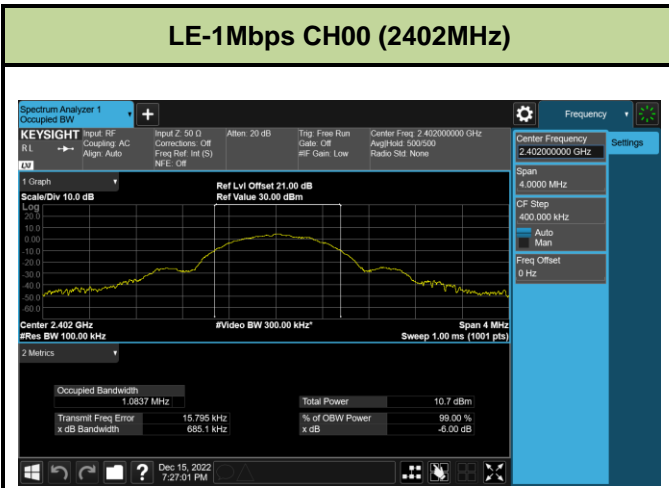 LE-1Mbps CH00 (2402MHz)
Spectrum Analyzer 1
Occupied BW
+
Frequency
KEYSIGHT Input: RF Input Z: 50 Ω Atten: 20 dB Trig: Free Run Center Freq: 2.402000000 GHz
RL Coupling: AC Corrections: Off Gate: Off Avg|Hold: 500/500
Align: Auto Freq Ref: Int (S) #IF Gain: Low Radio Std: None
LXI NFE: Off
Center Frequency
2.402000000 GHz
Settings
Span
4.0000 MHz
CF Step
400.000 kHz
Auto
Man
Freq Offset
0 Hz
1 Graph
Ref Lvl Offset 21.00 dB
Scale/Div 10.0 dB Ref Value 30.00 dBm
Log
20.0
10.0
0.00
-10.0
-20.0
-30.0
-40.0
-50.0
-60.0
Center 2.402 GHz #Video BW 300.00 kHz* Span 4 MHz
#Res BW 100.00 kHz Sweep 1.00 ms (1001 pts)
2 Metrics
Occupied Bandwidth
1.0837 MHz
Total Power 10.7 dBm
Transmit Freq Error 15.795 kHz % of OBW Power 99.00 %
x dB Bandwidth 685.1 kHz x dB -6.00 dB
? Dec 15, 2022
7:27:01 PM